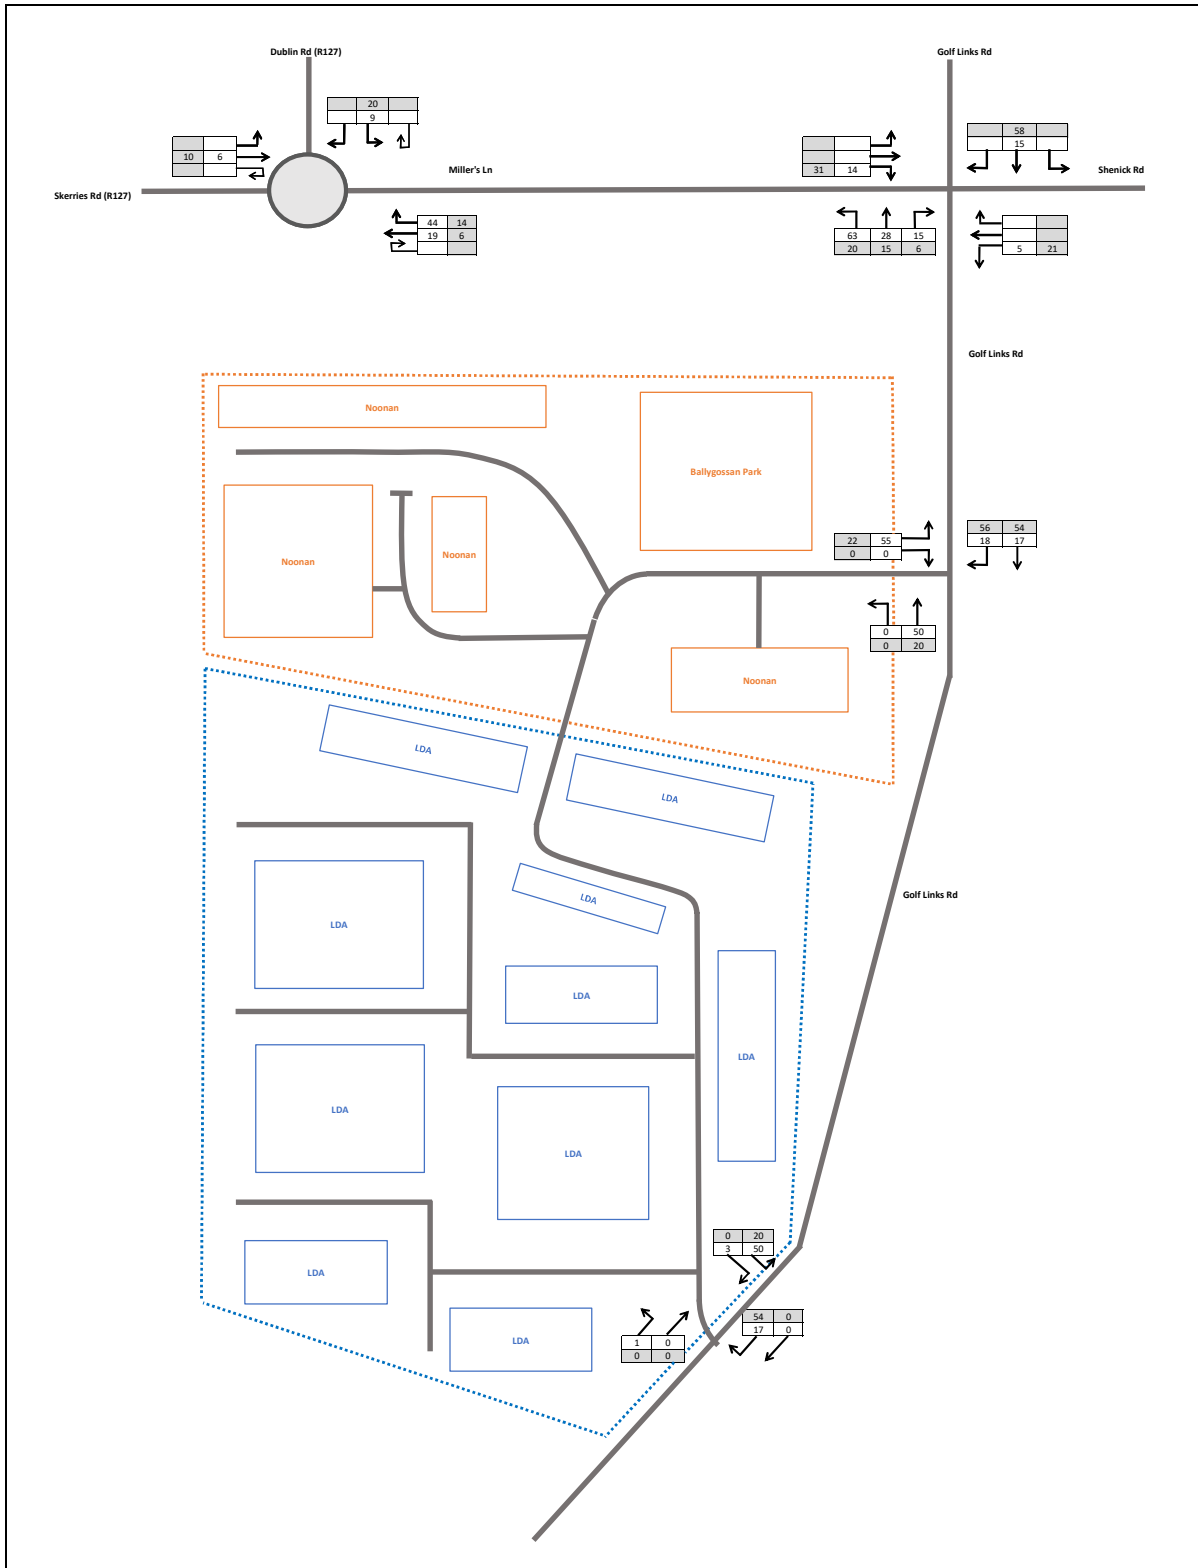 Dublin Rd (R127)
Golf Links Rd
20
9
58
15
10 6
31 14
Miller's Ln
Shenick Rd
Skerries Rd (R127)
44 14
19 6
63 28 15
20 15 6
5 21
Golf Links Rd
Noonan
Ballygossan Park
56 54
18 17
22 55
0 0
Noonan
Noonan
0 50
0 20
Noonan
LDA
LDA
Golf Links Rd
LDA
LDA
LDA
LDA
LDA
LDA
LDA
0 20
3 50
LDA
54 0
17 0
1 0
0 0
LDA